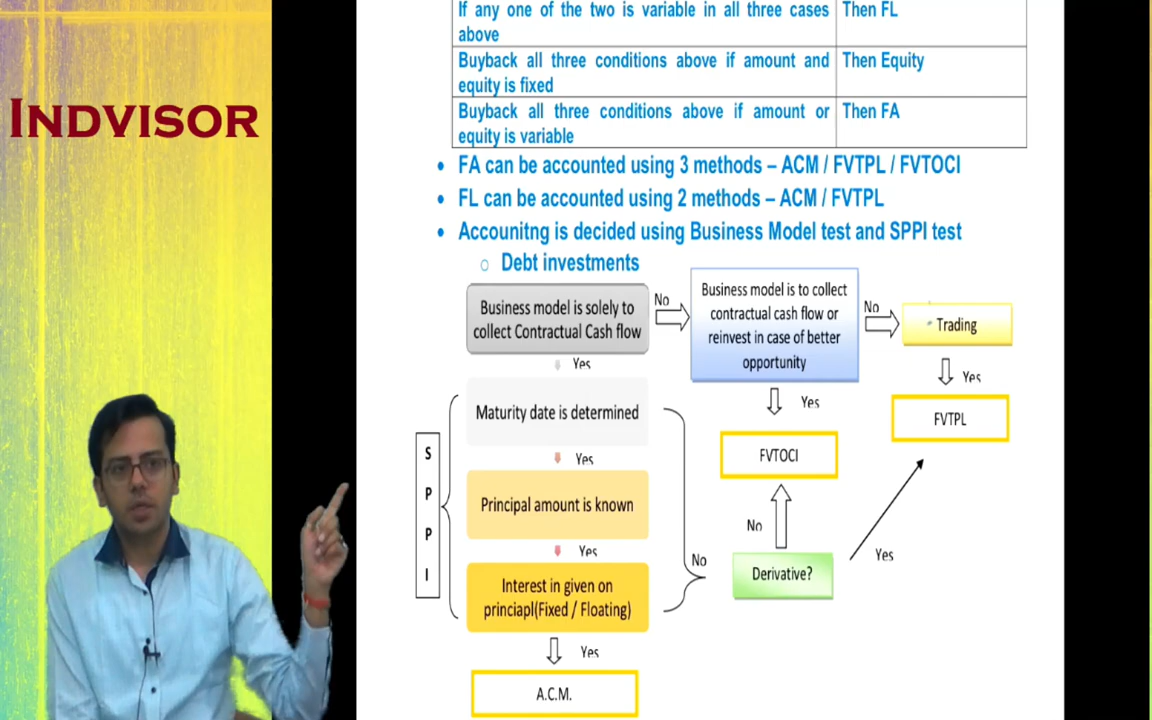 INDVISOR
If any one of the two is variable in all three cases
above
Then FL
Buyback all three conditions above if amount and
equity is fixed
Then Equity
Buyback all three conditions above if amount or
equity is variable
Then FA
• FA can be accounted using 3 methods – ACM / FVTPL / FVTOCI
• FL can be accounted using 2 methods – ACM / FVTPL
• Accounitng is decided using Business Model test and SPPI test
o Debt investments
Business model is solely to
collect Contractual Cash flow
No
Business model is to collect
contractual cash flow or
reinvest in case of better
opportunity
No
Trading
Yes
Yes
Yes
Maturity date is determined
FVTPL
FVTOCI
Yes
S
P
P
I
Principal amount is known
No
Yes
Yes
No
Derivative?
Interest in given on
princiapl(Fixed / Floating)
Yes
A.C.M.